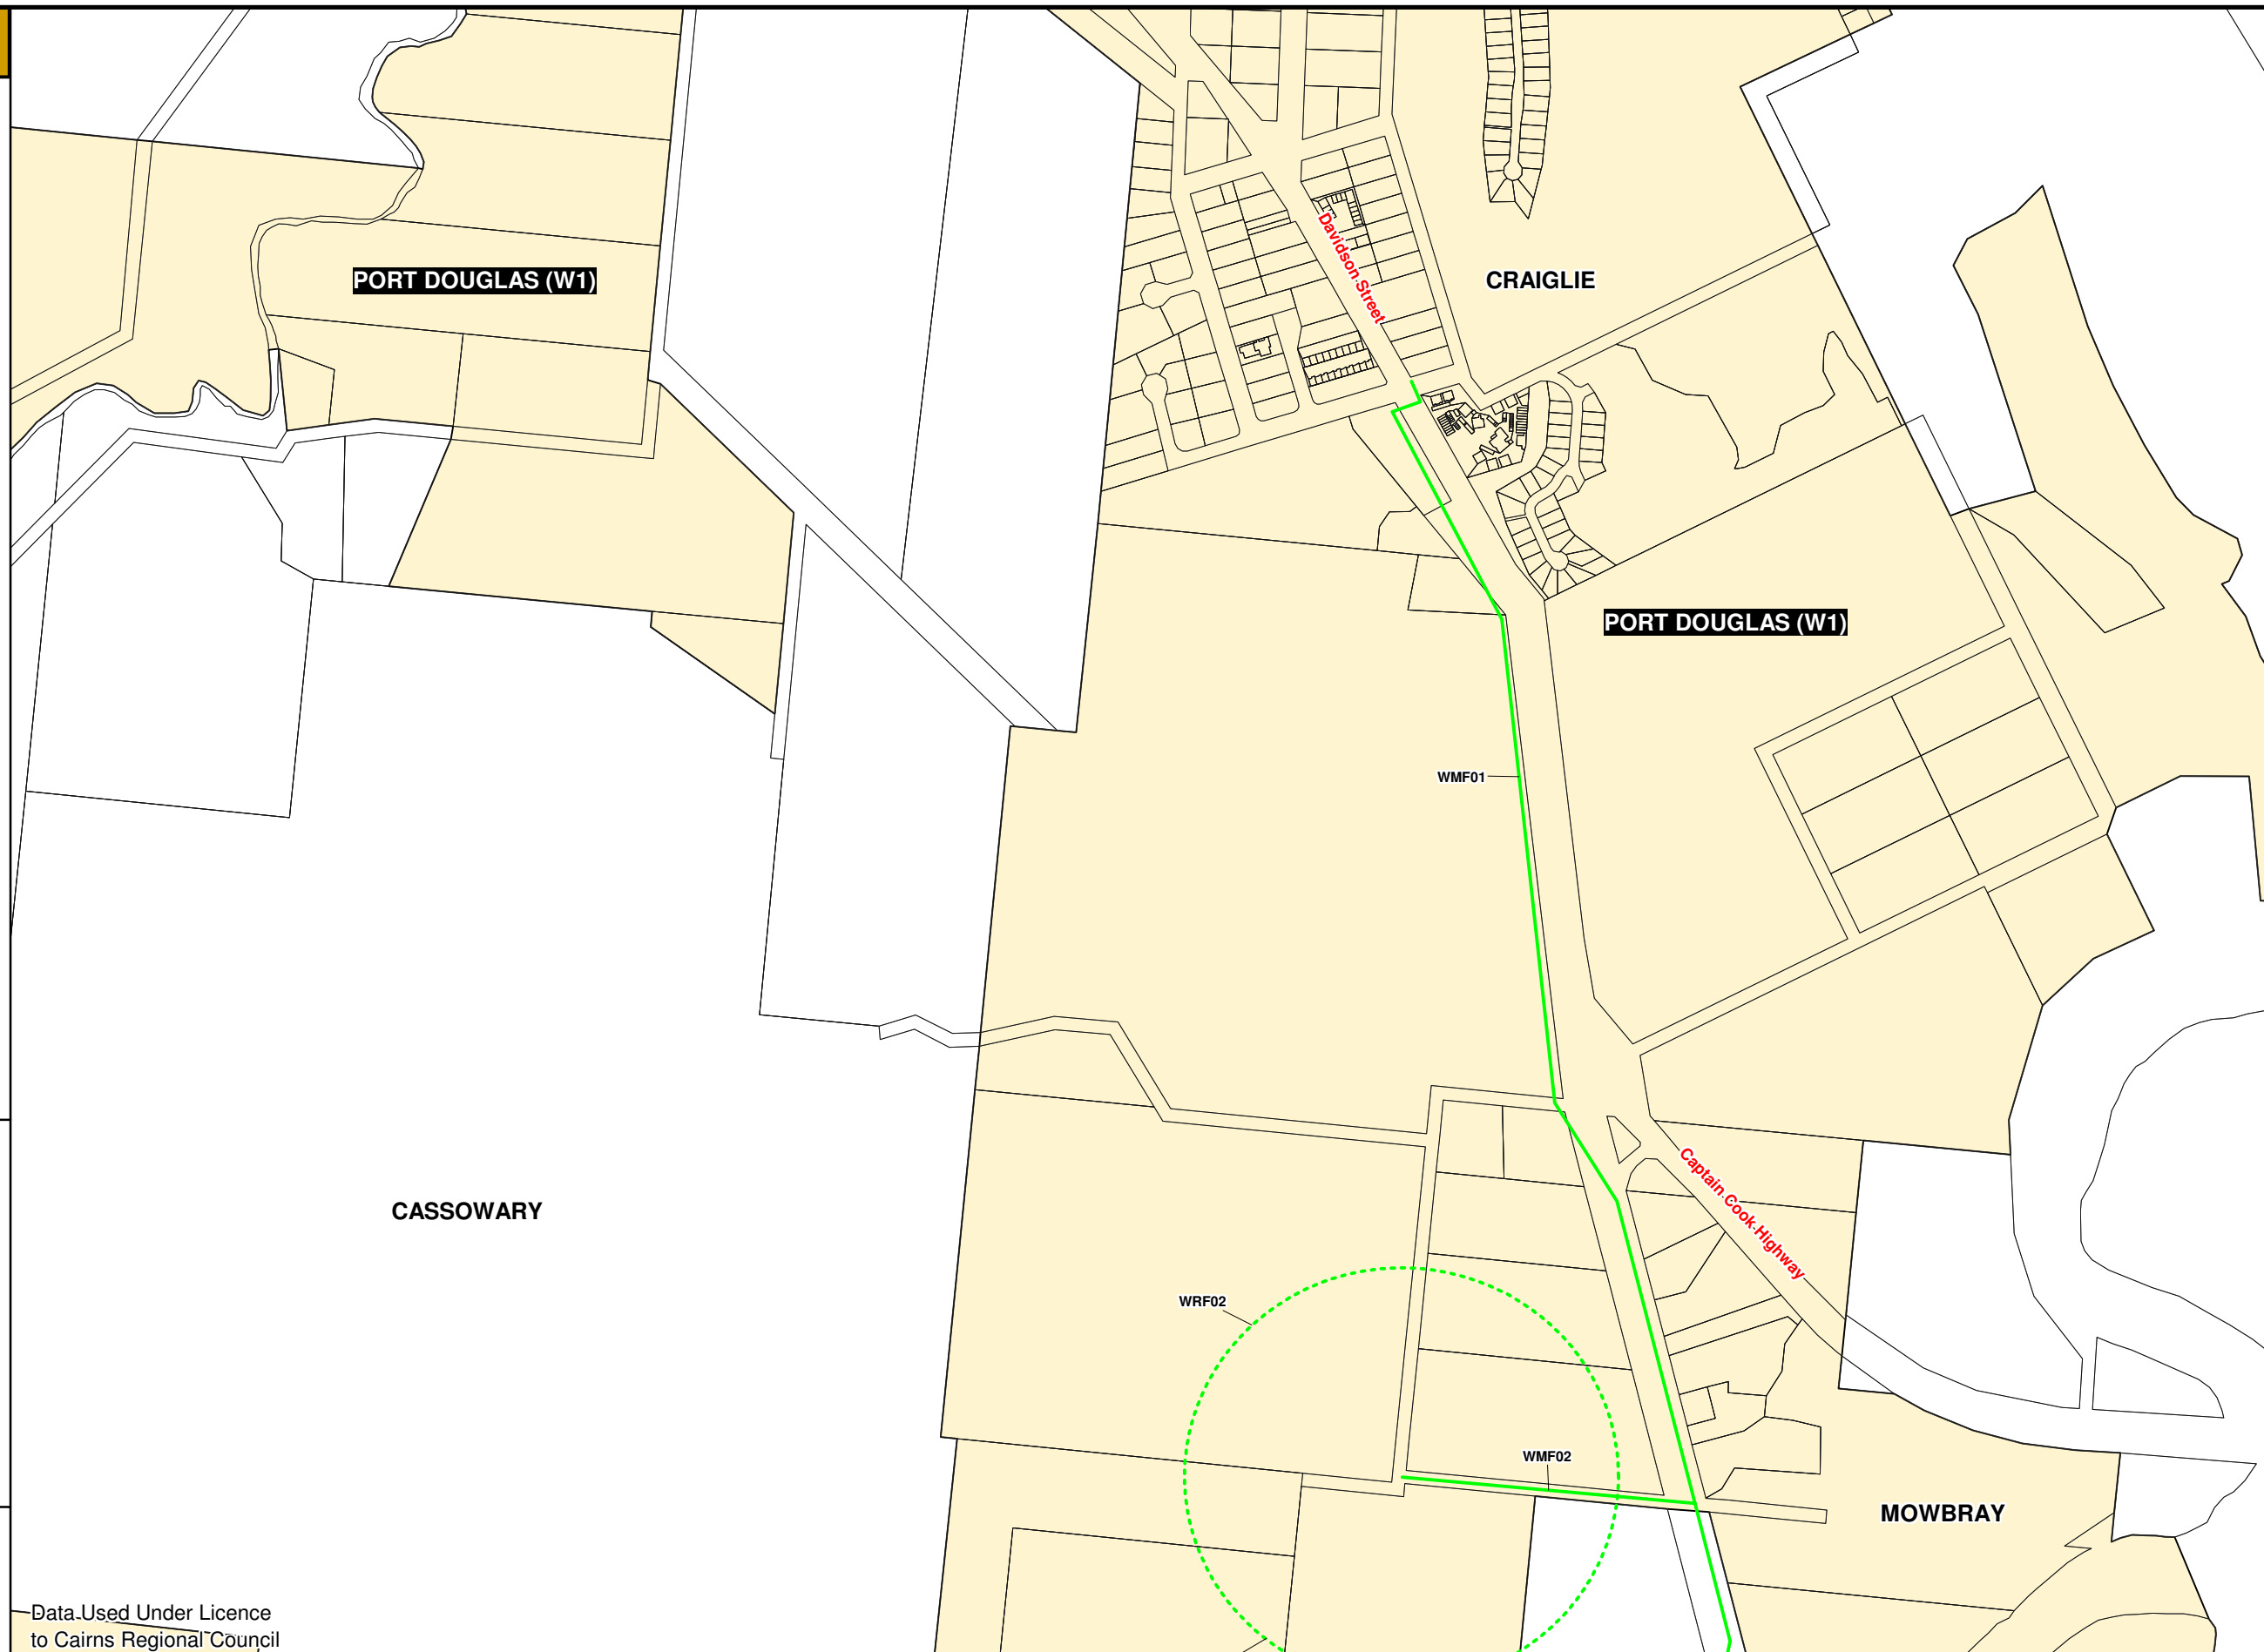 PORT DOUGLAS (W1)
Davidson Street
CRAIGLIE
PORT DOUGLAS (W1)
WMF01
Captain Cook Highway
CASSOWARY
WRF02
WMF02
MOWBRAY
Data Used Under Licence
to Cairns Regional Council